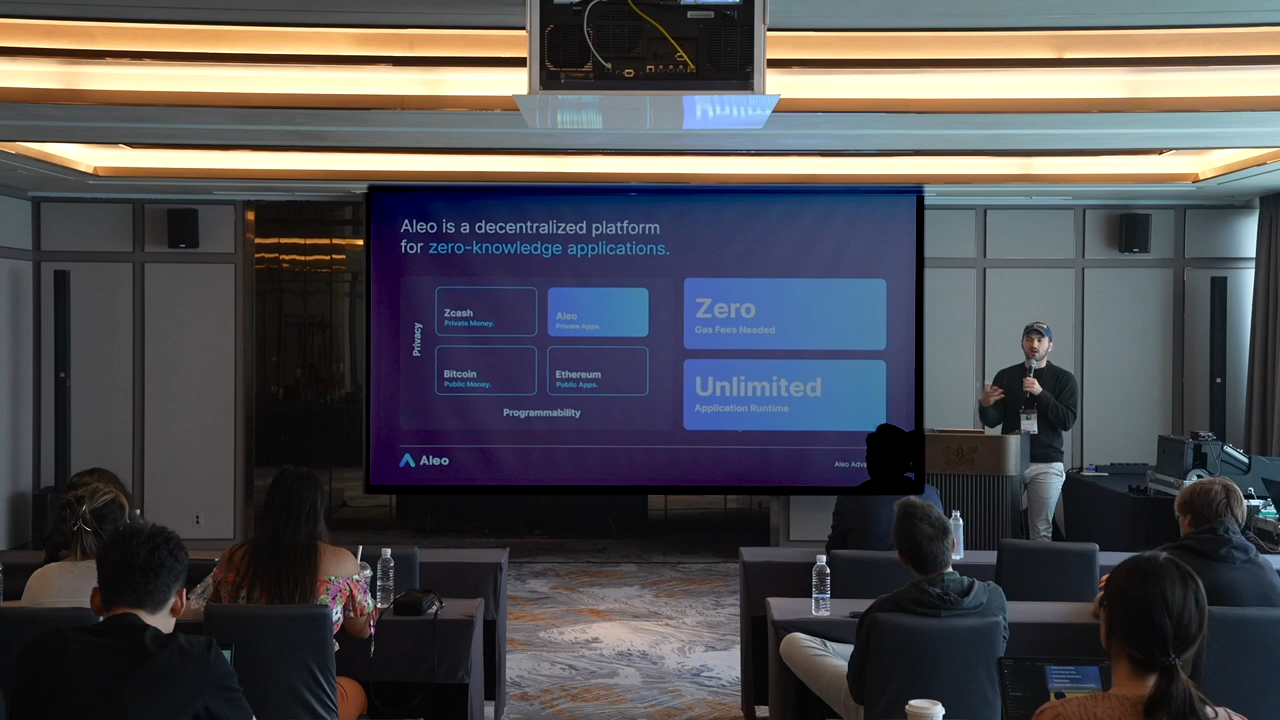 Aleo is a decentralized platform
for zero-knowledge applications.
Privacy
Zcash
Private Money.
Aleo
Private Apps.
Bitcoin
Public Money.
Ethereum
Public Apps.
Programmability
Zero
Gas Fees Needed
Unlimited
Application Runtime
Aleo
Aleo